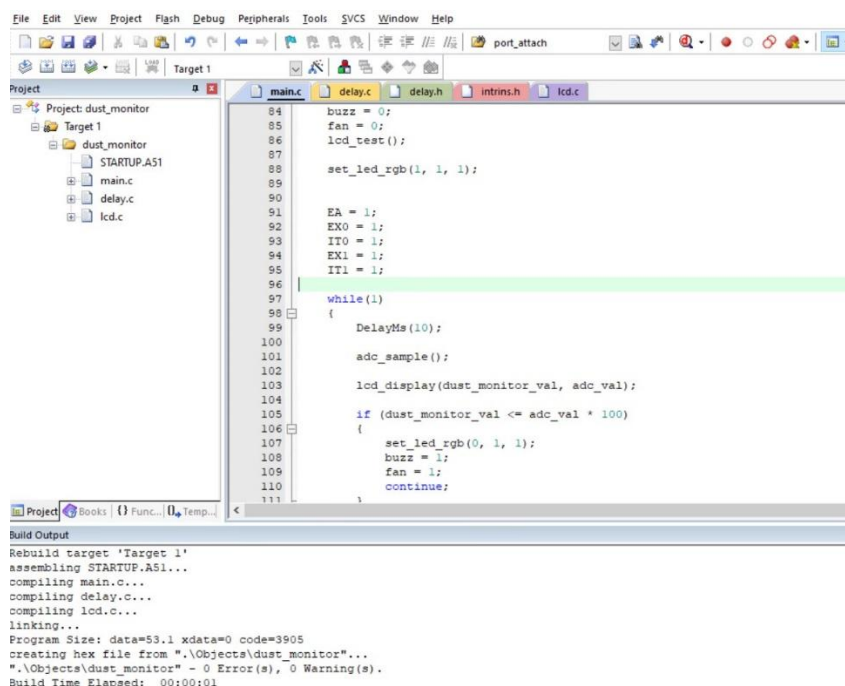 File Edit View Project Flash Debug Peripherals Tools SVCS Window Help
port_attach
LOAD Target 1
Project
Project: dust_monitor
Target 1
dust_monitor
STARTUP.A51
main.c
delay.c
lcd.c
Project Books {} Func... 0 Temp...
main.c delay.c delay.h intrins.h lcd.c
84 buzz = 0;
85 fan = 0;
86 lcd_test();
87
88 set_led_rgb(1, 1, 1);
89
90
91 EA = 1;
92 EX0 = 1;
93 IT0 = 1;
94 EX1 = 1;
95 IT1 = 1;
96
97 while(1)
98 {
99 DelayMs(10);
100
101 adc_sample();
102
103 lcd_display(dust_monitor_val, adc_val);
104
105 if (dust_monitor_val <= adc_val * 100)
106 {
107 set_led_rgb(0, 1, 1);
108 buzz = 1;
109 fan = 1;
110 continue;
111 }
Build Output
Rebuild target 'Target 1'
assembling STARTUP.A51...
compiling main.c...
compiling delay.c...
compiling lcd.c...
linking...
Program Size: data=53.1 xdata=0 code=3905
creating hex file from ".\Objects\dust_monitor"...
".\Objects\dust_monitor" - 0 Error(s), 0 Warning(s).
Build Time Elapsed: 00:00:01